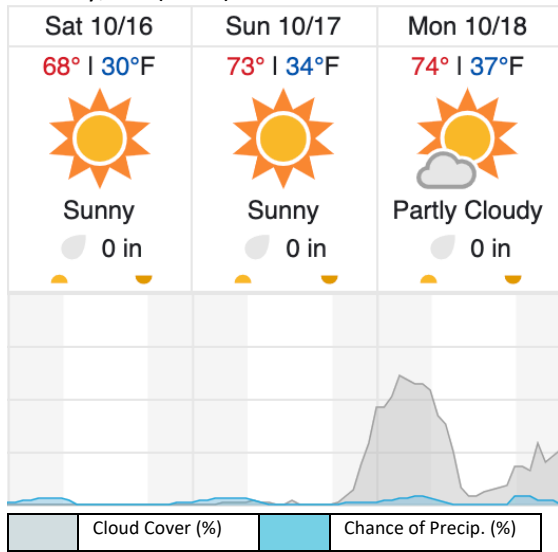 Sat 10/16
Sun 10/17
Mon 10/18
68° | 30°F
73° | 34°F
74° | 37°F
Sunny
Sunny
Partly Cloudy
0 in
0 in
0 in
Cloud Cover (%)
Chance of Precip. (%)